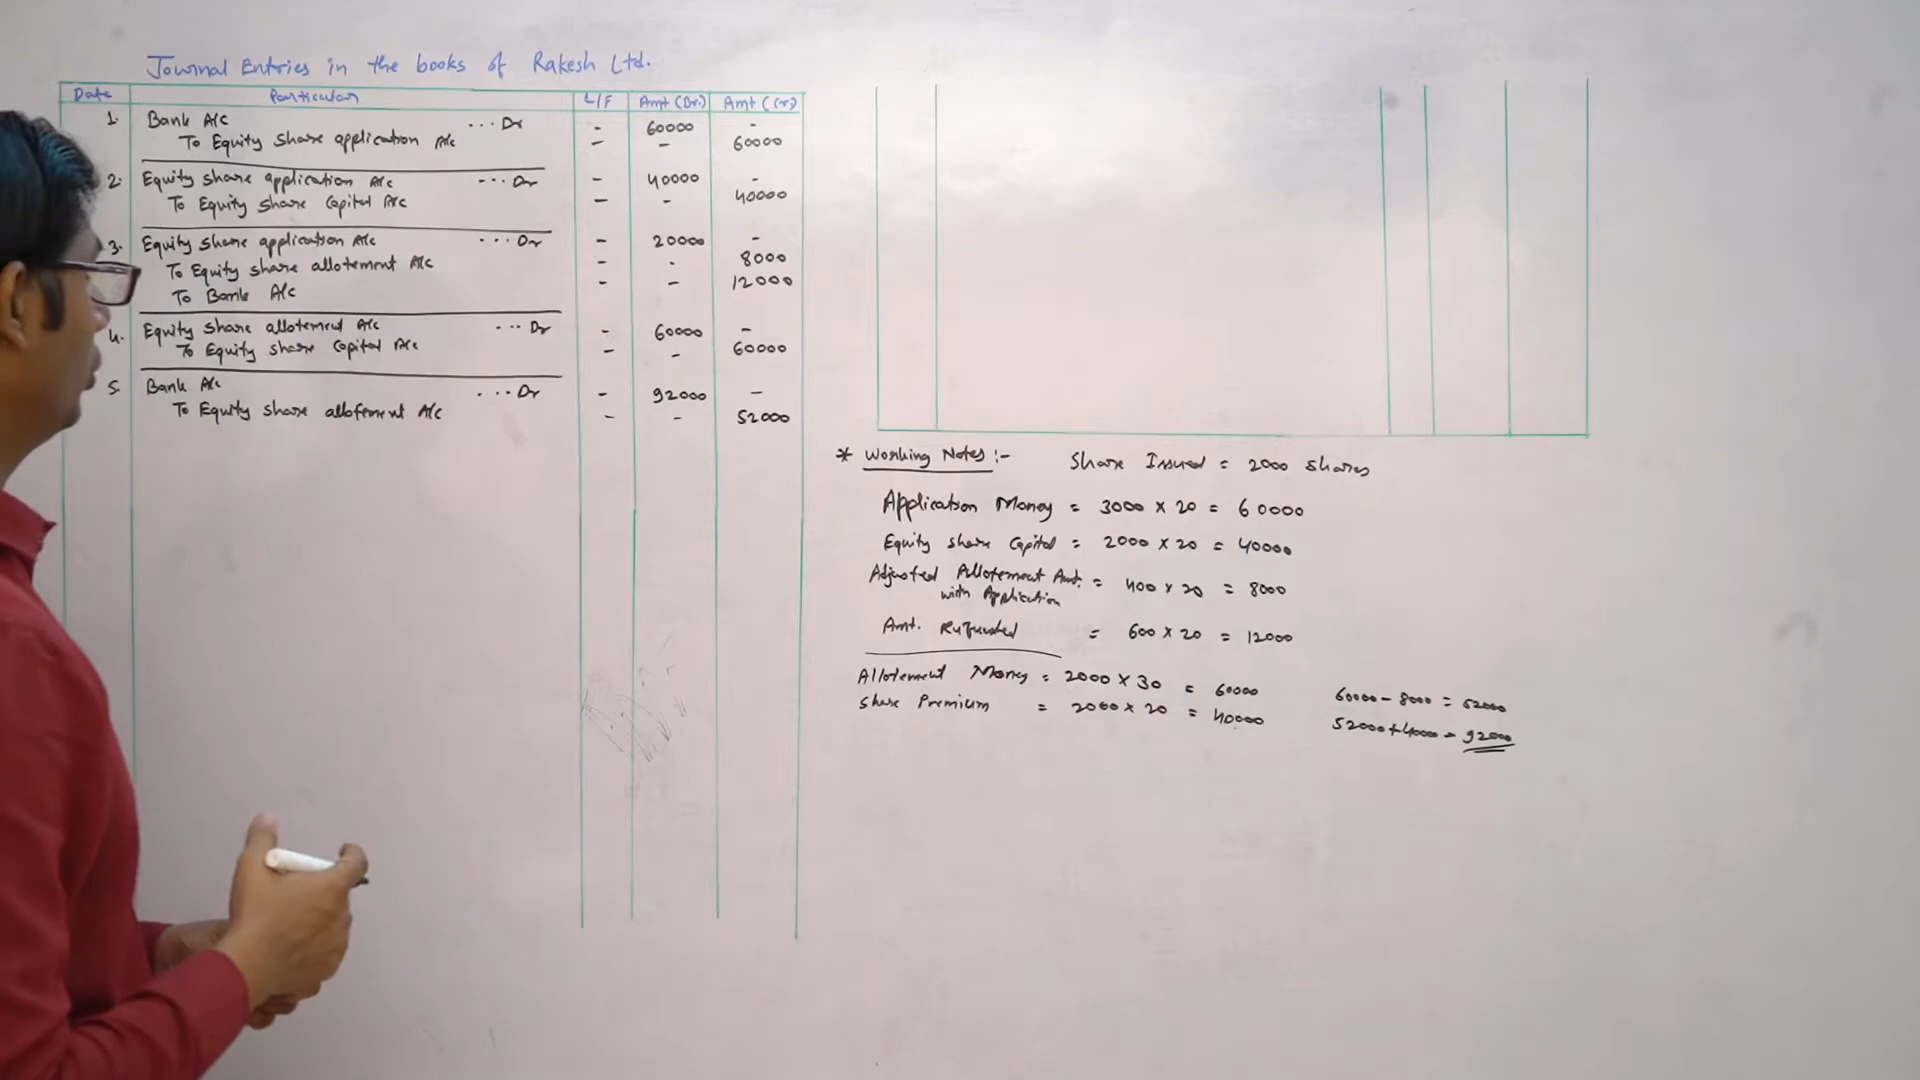 Journal Entries in the books of Rakesh Ltd.
Date Particular L/F Amt (Dr.) Amt (Cr)
1. Bank A/c ... Dr - 60000 -
To Equity share application A/c - - 60000
2. Equity share application A/c ... Dr - 40000 -
To Equity share Capital A/c - - 40000
3. Equity share application A/c ... Dr - 20000 -
To Equity share allotement A/c - - 8000
To Bank A/c - - 12000
4. Equity share allotement A/c ... Dr - 60000 -
To Equity share Capital A/c - - 60000
5. Bank A/c ... Dr - 92000 -
To Equity share allotement A/c - - 52000
* Working Notes :- Share Issued = 2000 shares
Application Money = 3000 × 20 = 60000
Equity share Capital = 2000 × 20 = 40000
Adjusted Allotement Amt. = 400 × 20 = 8000
with Application
Amt. Refunded = 600 × 20 = 12000
Allotement Money = 2000 × 30 = 60000 60000 - 8000 = 52000
Share Premium = 2000 × 20 = 40000 52000 + 40000 = 92000